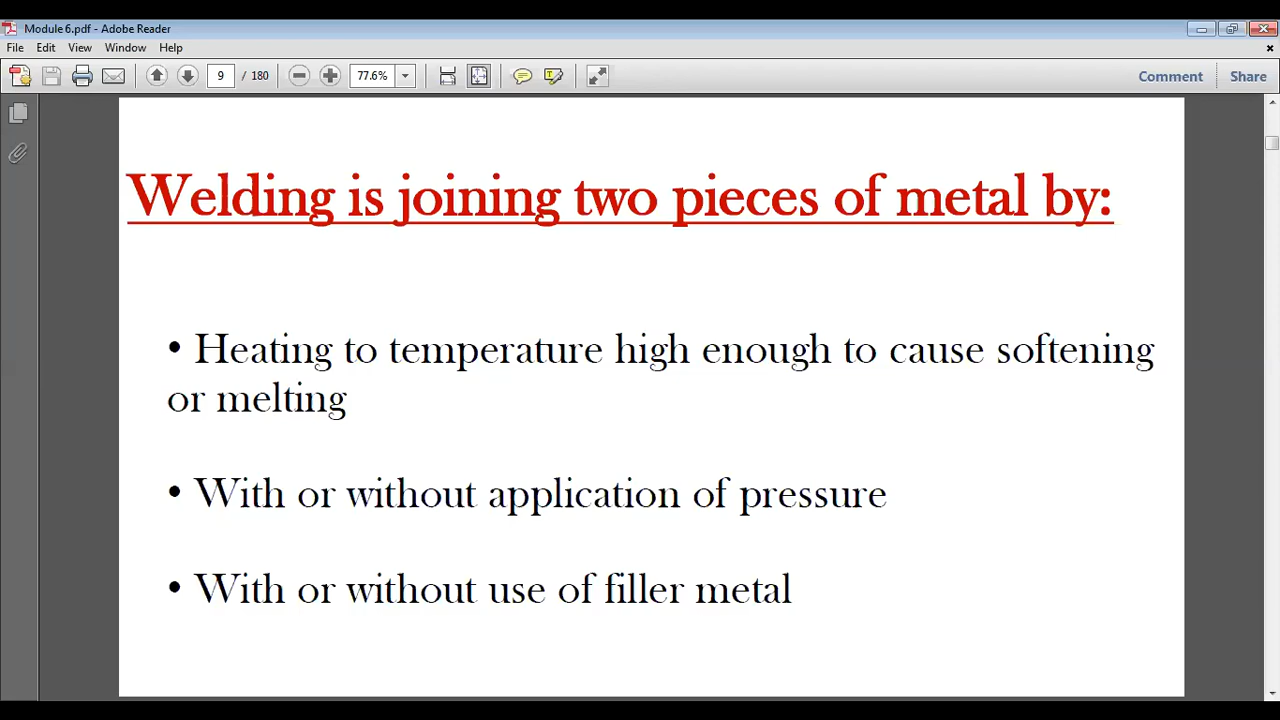 Module 6.pdf - Adobe Reader
File Edit View Window Help
9 / 180 77.6% Comment Share
Welding is joining two pieces of metal by:
• Heating to temperature high enough to cause softening
or melting
• With or without application of pressure
• With or without use of filler metal